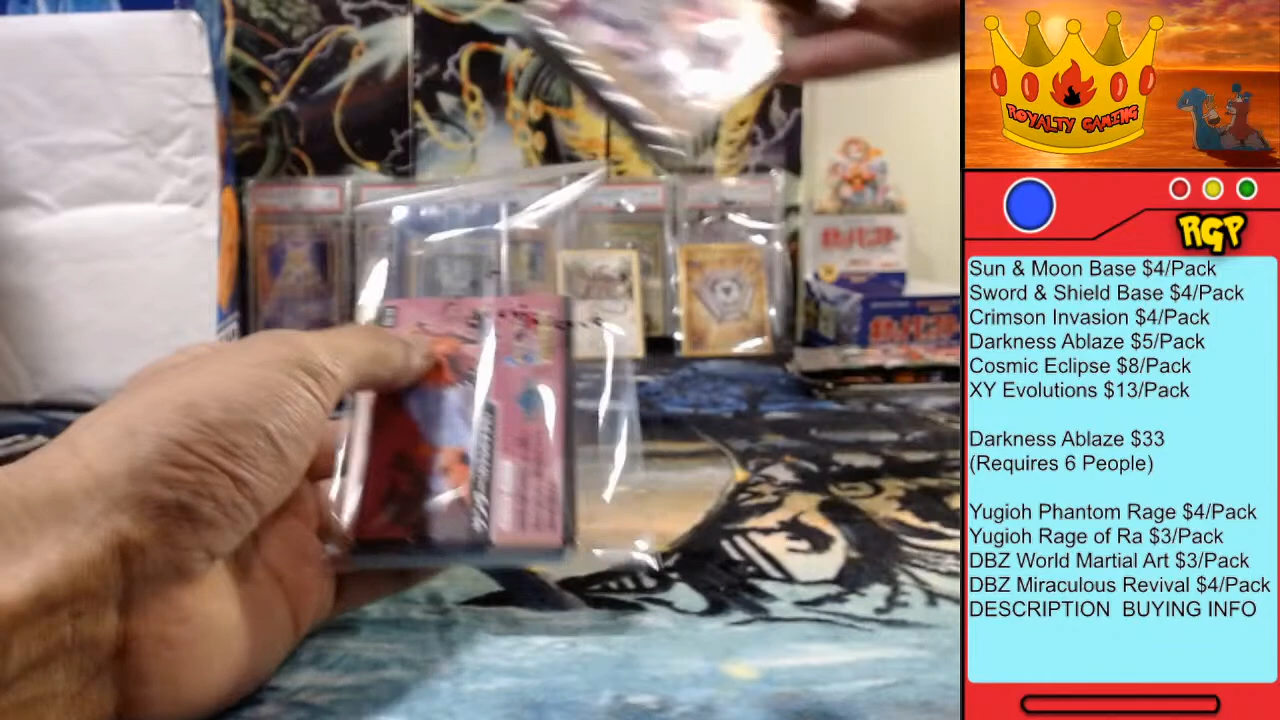 ROYALTY GAMING
RGP
Sun & Moon Base $4/Pack
Sword & Shield Base $4/Pack
Crimson Invasion $4/Pack
Darkness Ablaze $5/Pack
Cosmic Eclipse $8/Pack
XY Evolutions $13/Pack
Darkness Ablaze $33
(Requires 6 People)
Yugioh Phantom Rage $4/Pack
Yugioh Rage of Ra $3/Pack
DBZ World Martial Art $3/Pack
DBZ Miraculous Revival $4/Pack
DESCRIPTION BUYING INFO